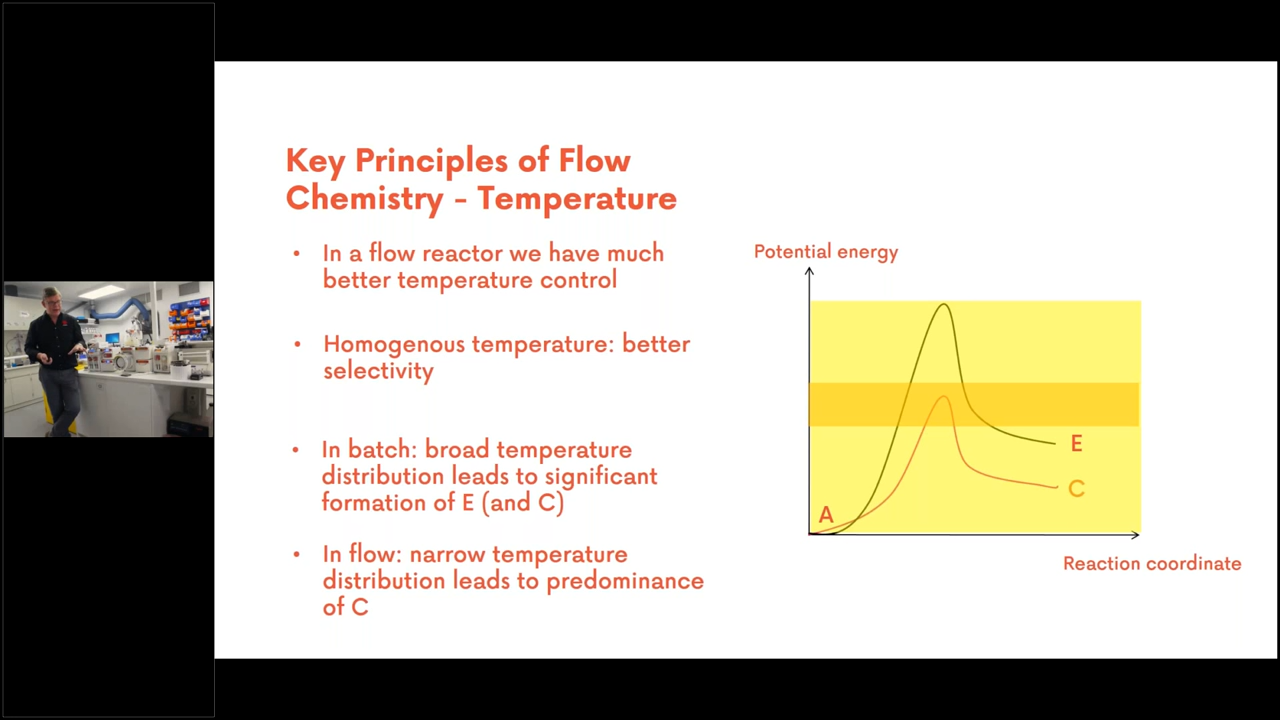 Key Principles of Flow
Chemistry - Temperature
• In a flow reactor we have much
better temperature control
• Homogenous temperature: better
selectivity
• In batch: broad temperature
distribution leads to significant
formation of E (and C)
• In flow: narrow temperature
distribution leads to predominance
of C
Potential energy
E
C
A
Reaction coordinate